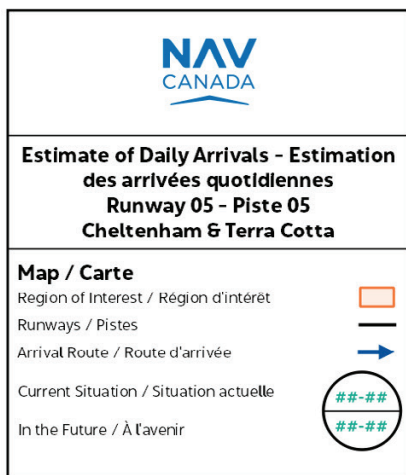 NAV
CANADA
Estimate of Daily Arrivals - Estimation
des arrivées quotidiennes
Runway 05 - Piste 05
Cheltenham & Terra Cotta
Map / Carte
Region of Interest / Région d'intérêt
Runways / Pistes
Arrival Route / Route d'arrivée
Current Situation / Situation actuelle
##-##
In the Future / À l'avenir
##-##